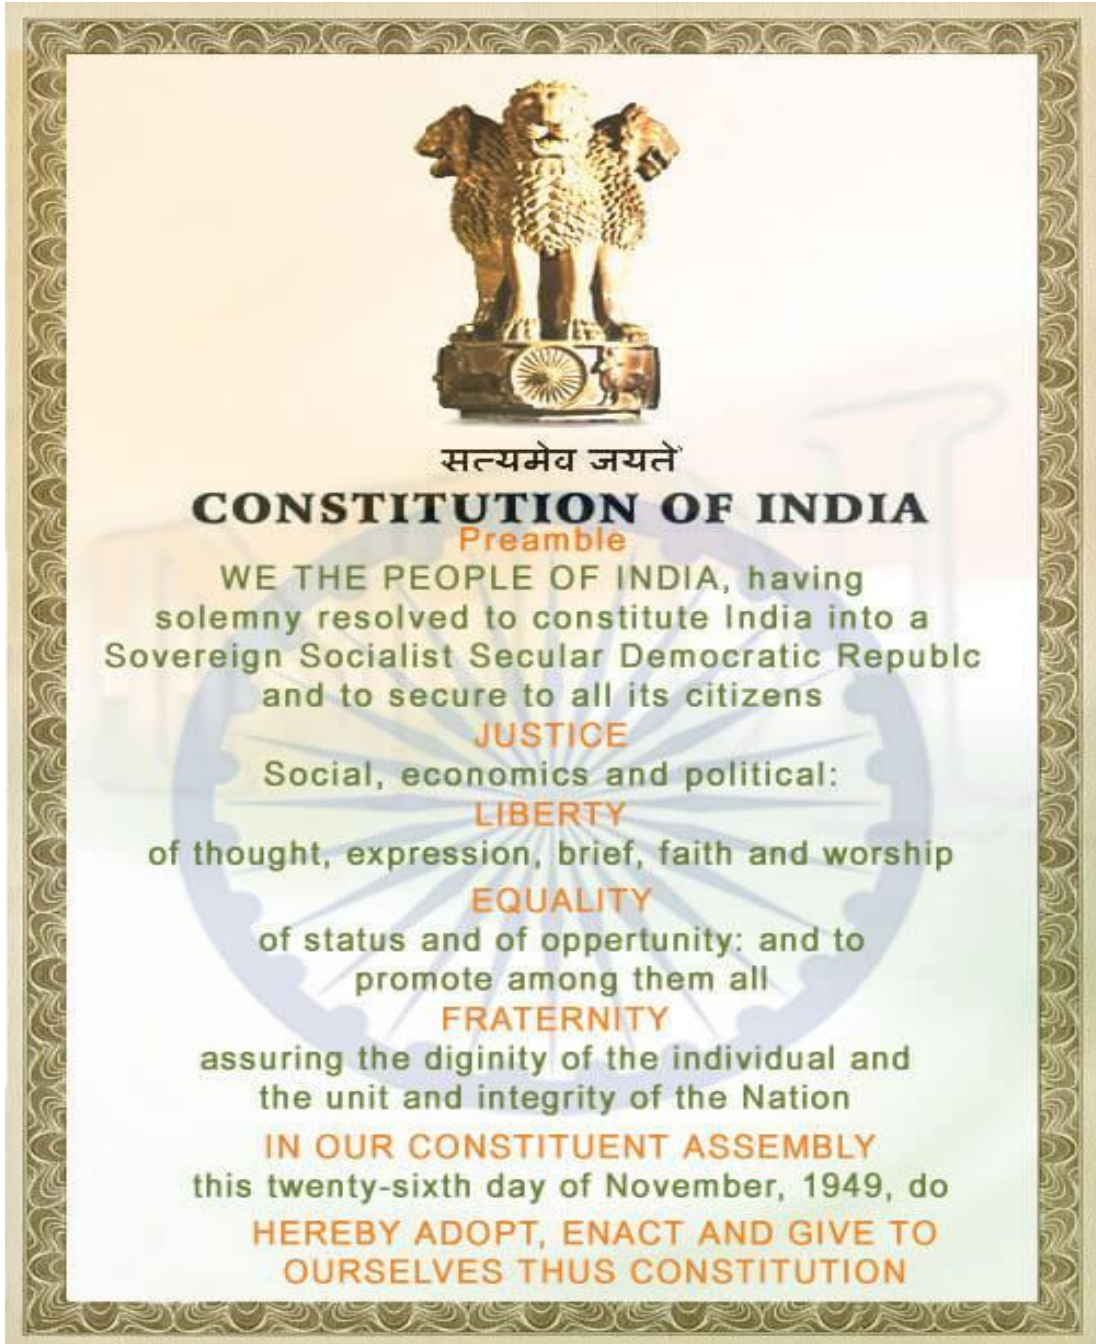 सत्यमेव जयते
CONSTITUTION OF INDIA
Preamble
WE THE PEOPLE OF INDIA, having
solemny resolved to constitute India into a
Sovereign Socialist Secular Democratic Republc
and to secure to all its citizens
JUSTICE
Social, economics and political:
LIBERTY
of thought, expression, brief, faith and worship
EQUALITY
of status and of oppertunity: and to
promote among them all
FRATERNITY
assuring the diginity of the individual and
the unit and integrity of the Nation
IN OUR CONSTITUENT ASSEMBLY
this twenty-sixth day of November, 1949, do
HEREBY ADOPT, ENACT AND GIVE TO
OURSELVES THUS CONSTITUTION